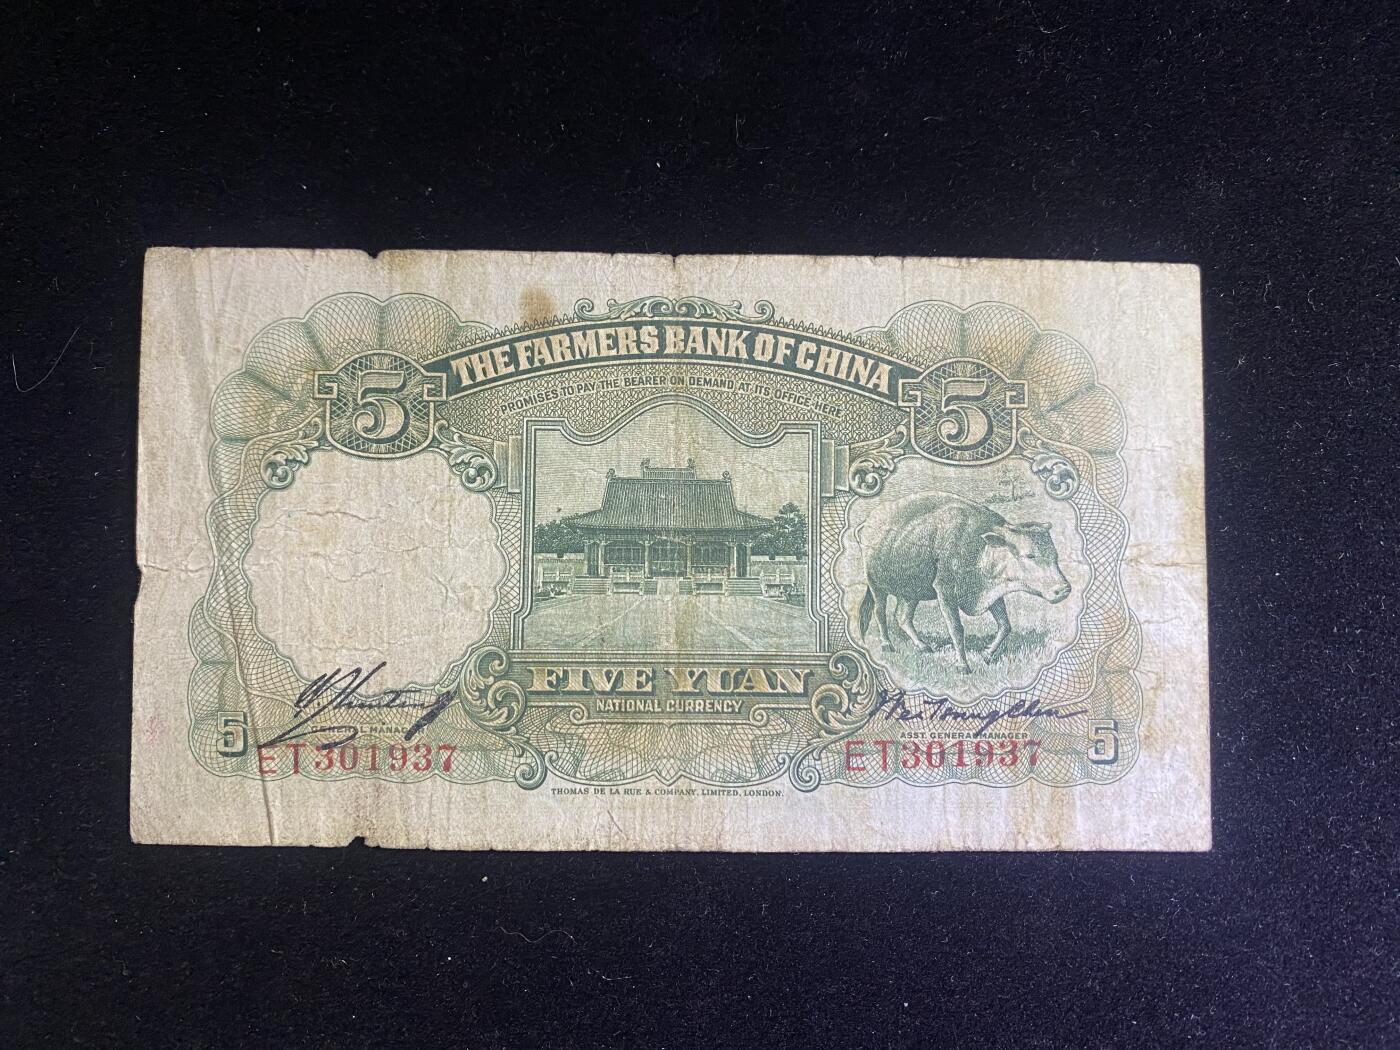 THE FARMERS BANK OF CHINA
PROMISES TO PAY THE BEARER ON DEMAND AT ITS OFFICE HERE
5
5
FIVE YUAN
NATIONAL CURRENCY
ASST. GENERAL MANAGER
5
5
ET301937
ET301937
THOMAS DE LA RUE & COMPANY, LIMITED, LONDON.